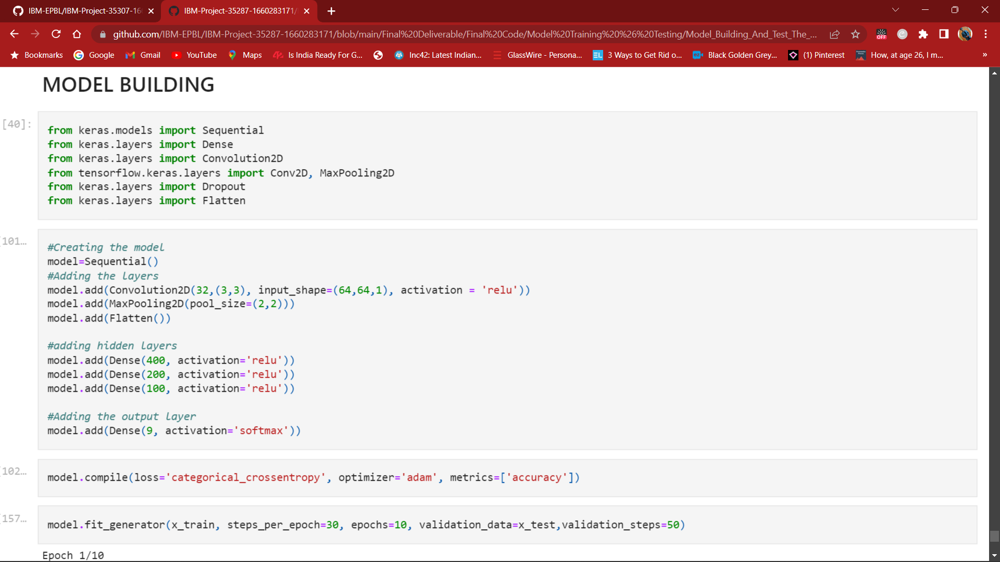 IBM-EPBL/IBM-Project-35307-16
IBM-Project-35287-1660283171/
github.com/IBM-EPBL/IBM-Project-35287-1660283171/blob/main/Final%20Deliverable/Final%20Code/Model%20Training%20%26%20Testing/Model_Building_And_Test_The_...
OFF
Bookmarks
Google
Gmail
YouTube
Maps
Is India Ready For G...
Inc42: Latest Indian...
GlassWire - Persona...
EL
3 Ways to Get Rid o...
ez
Black Golden Grey...
(1) Pinterest
How, at age 26, I m...
»
MODEL BUILDING
[40]:
from keras.models import Sequential
from keras.layers import Dense
from keras.layers import Convolution2D
from tensorflow.keras.layers import Conv2D, MaxPooling2D
from keras.layers import Dropout
from keras.layers import Flatten
[101...
#Creating the model
model=Sequential()
#Adding the layers
model.add(Convolution2D(32,(3,3), input_shape=(64,64,1), activation = 'relu'))
model.add(MaxPooling2D(pool_size=(2,2)))
model.add(Flatten())
#adding hidden layers
model.add(Dense(400, activation='relu'))
model.add(Dense(200, activation='relu'))
model.add(Dense(100, activation='relu'))
#Adding the output layer
model.add(Dense(9, activation='softmax'))
[102...
model.compile(loss='categorical_crossentropy', optimizer='adam', metrics=['accuracy'])
[157...
model.fit_generator(x_train, steps_per_epoch=30, epochs=10, validation_data=x_test,validation_steps=50)
Epoch 1/10